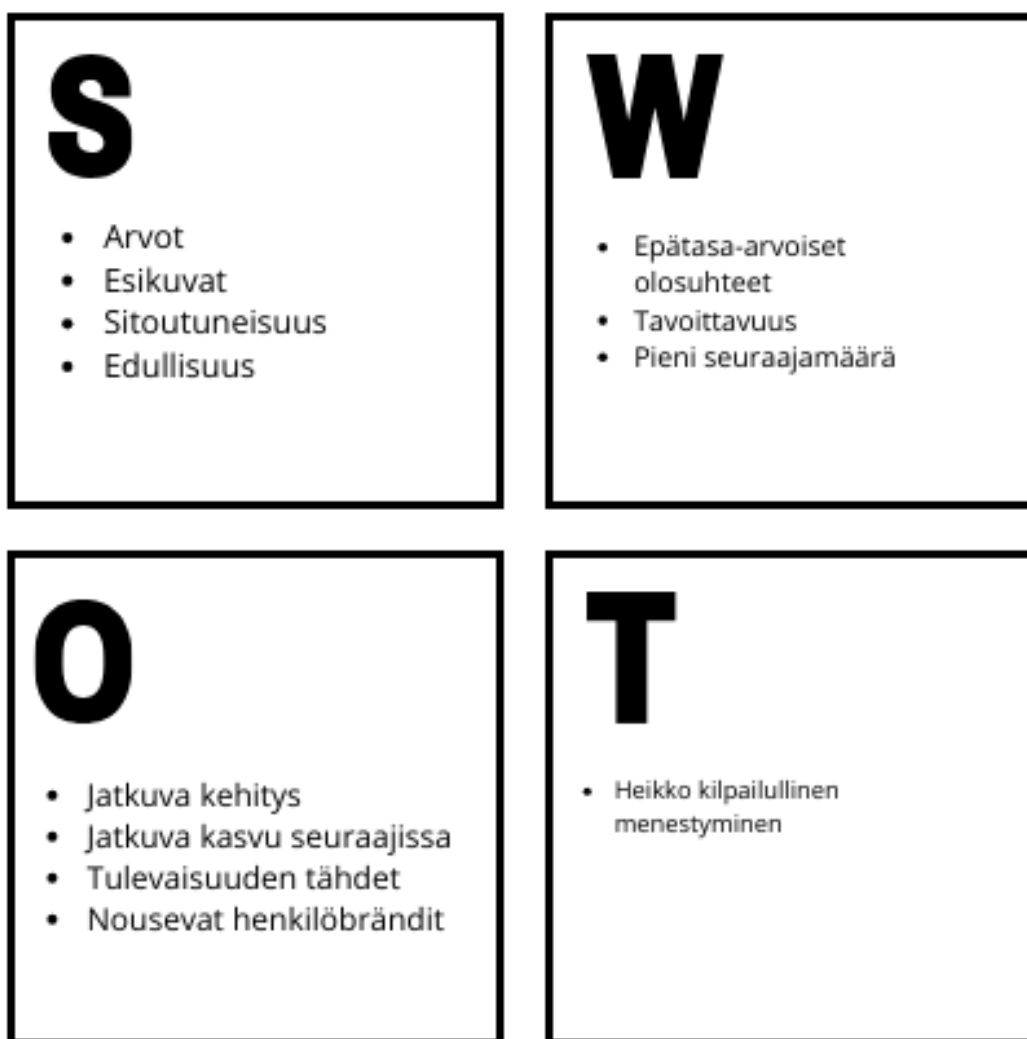 S
• Arvot
• Esikuvat
• Sitoutuneisuus
• Edullisuus
W
• Epätasa-arvoiset
olosuhteet
• Tavoittavuus
• Pieni seuraajamäärä
O
• Jatkuva kehitys
• Jatkuva kasvu seuraajissa
• Tulevaisuuden tähdet
• Nousevat henkilöbrändit
T
• Heikko kilpailullinen
menestyminen